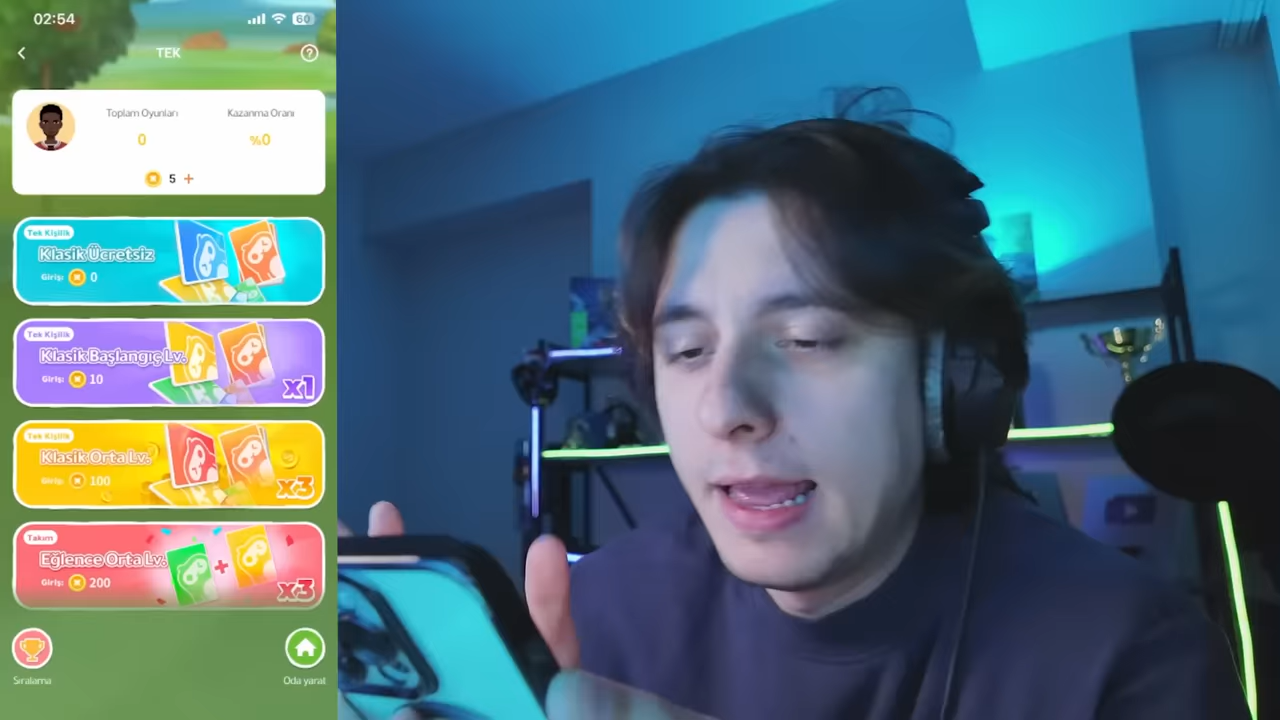 02:54
60
TEK
?
Toplam Oyunları
Kazanma Oranı
0
%0
5 +
Tek Kişilik
Klasik Ücretsiz
Giriş: 0
Tek Kişilik
Klasik Başlangıç Lv.
Giriş: 10
x1
Tek Kişilik
Klasik Orta Lv.
Giriş: 100
x3
Takım
Eğlence Orta Lv.
Giriş: 200
x3
Sıralama
Oda yarat